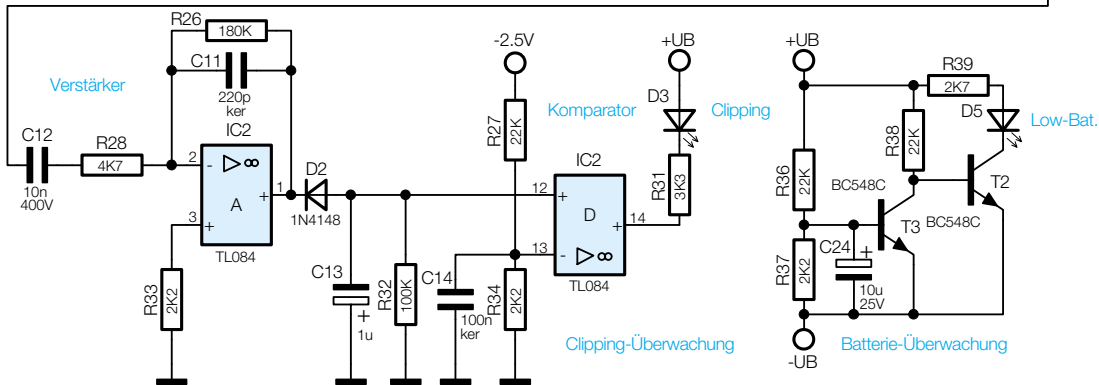 R26
180K
C11
220p
ker
Verstärker
IC2
C12
10n
400V
R28
4K7
2
-
▷∞
A
1
+
3
+
TL084
D2
1N4148
R33
2K2
C13
+
1u
R32
100K
-2.5V
R27
22K
C14
100n
ker
R34
2K2
Komparator
IC2
12
+
D
14
+
13
-
▷∞
TL084
+UB
D3
Clipping
R31
3K3
Clipping-Überwachung
+UB
R39
2K7
D5
Low-Bat.
R38
22K
R36
22K
BC548C
T2
BC548C
T3
C24
+
10u
25V
R37
2K2
-UB
Batterie-Überwachung